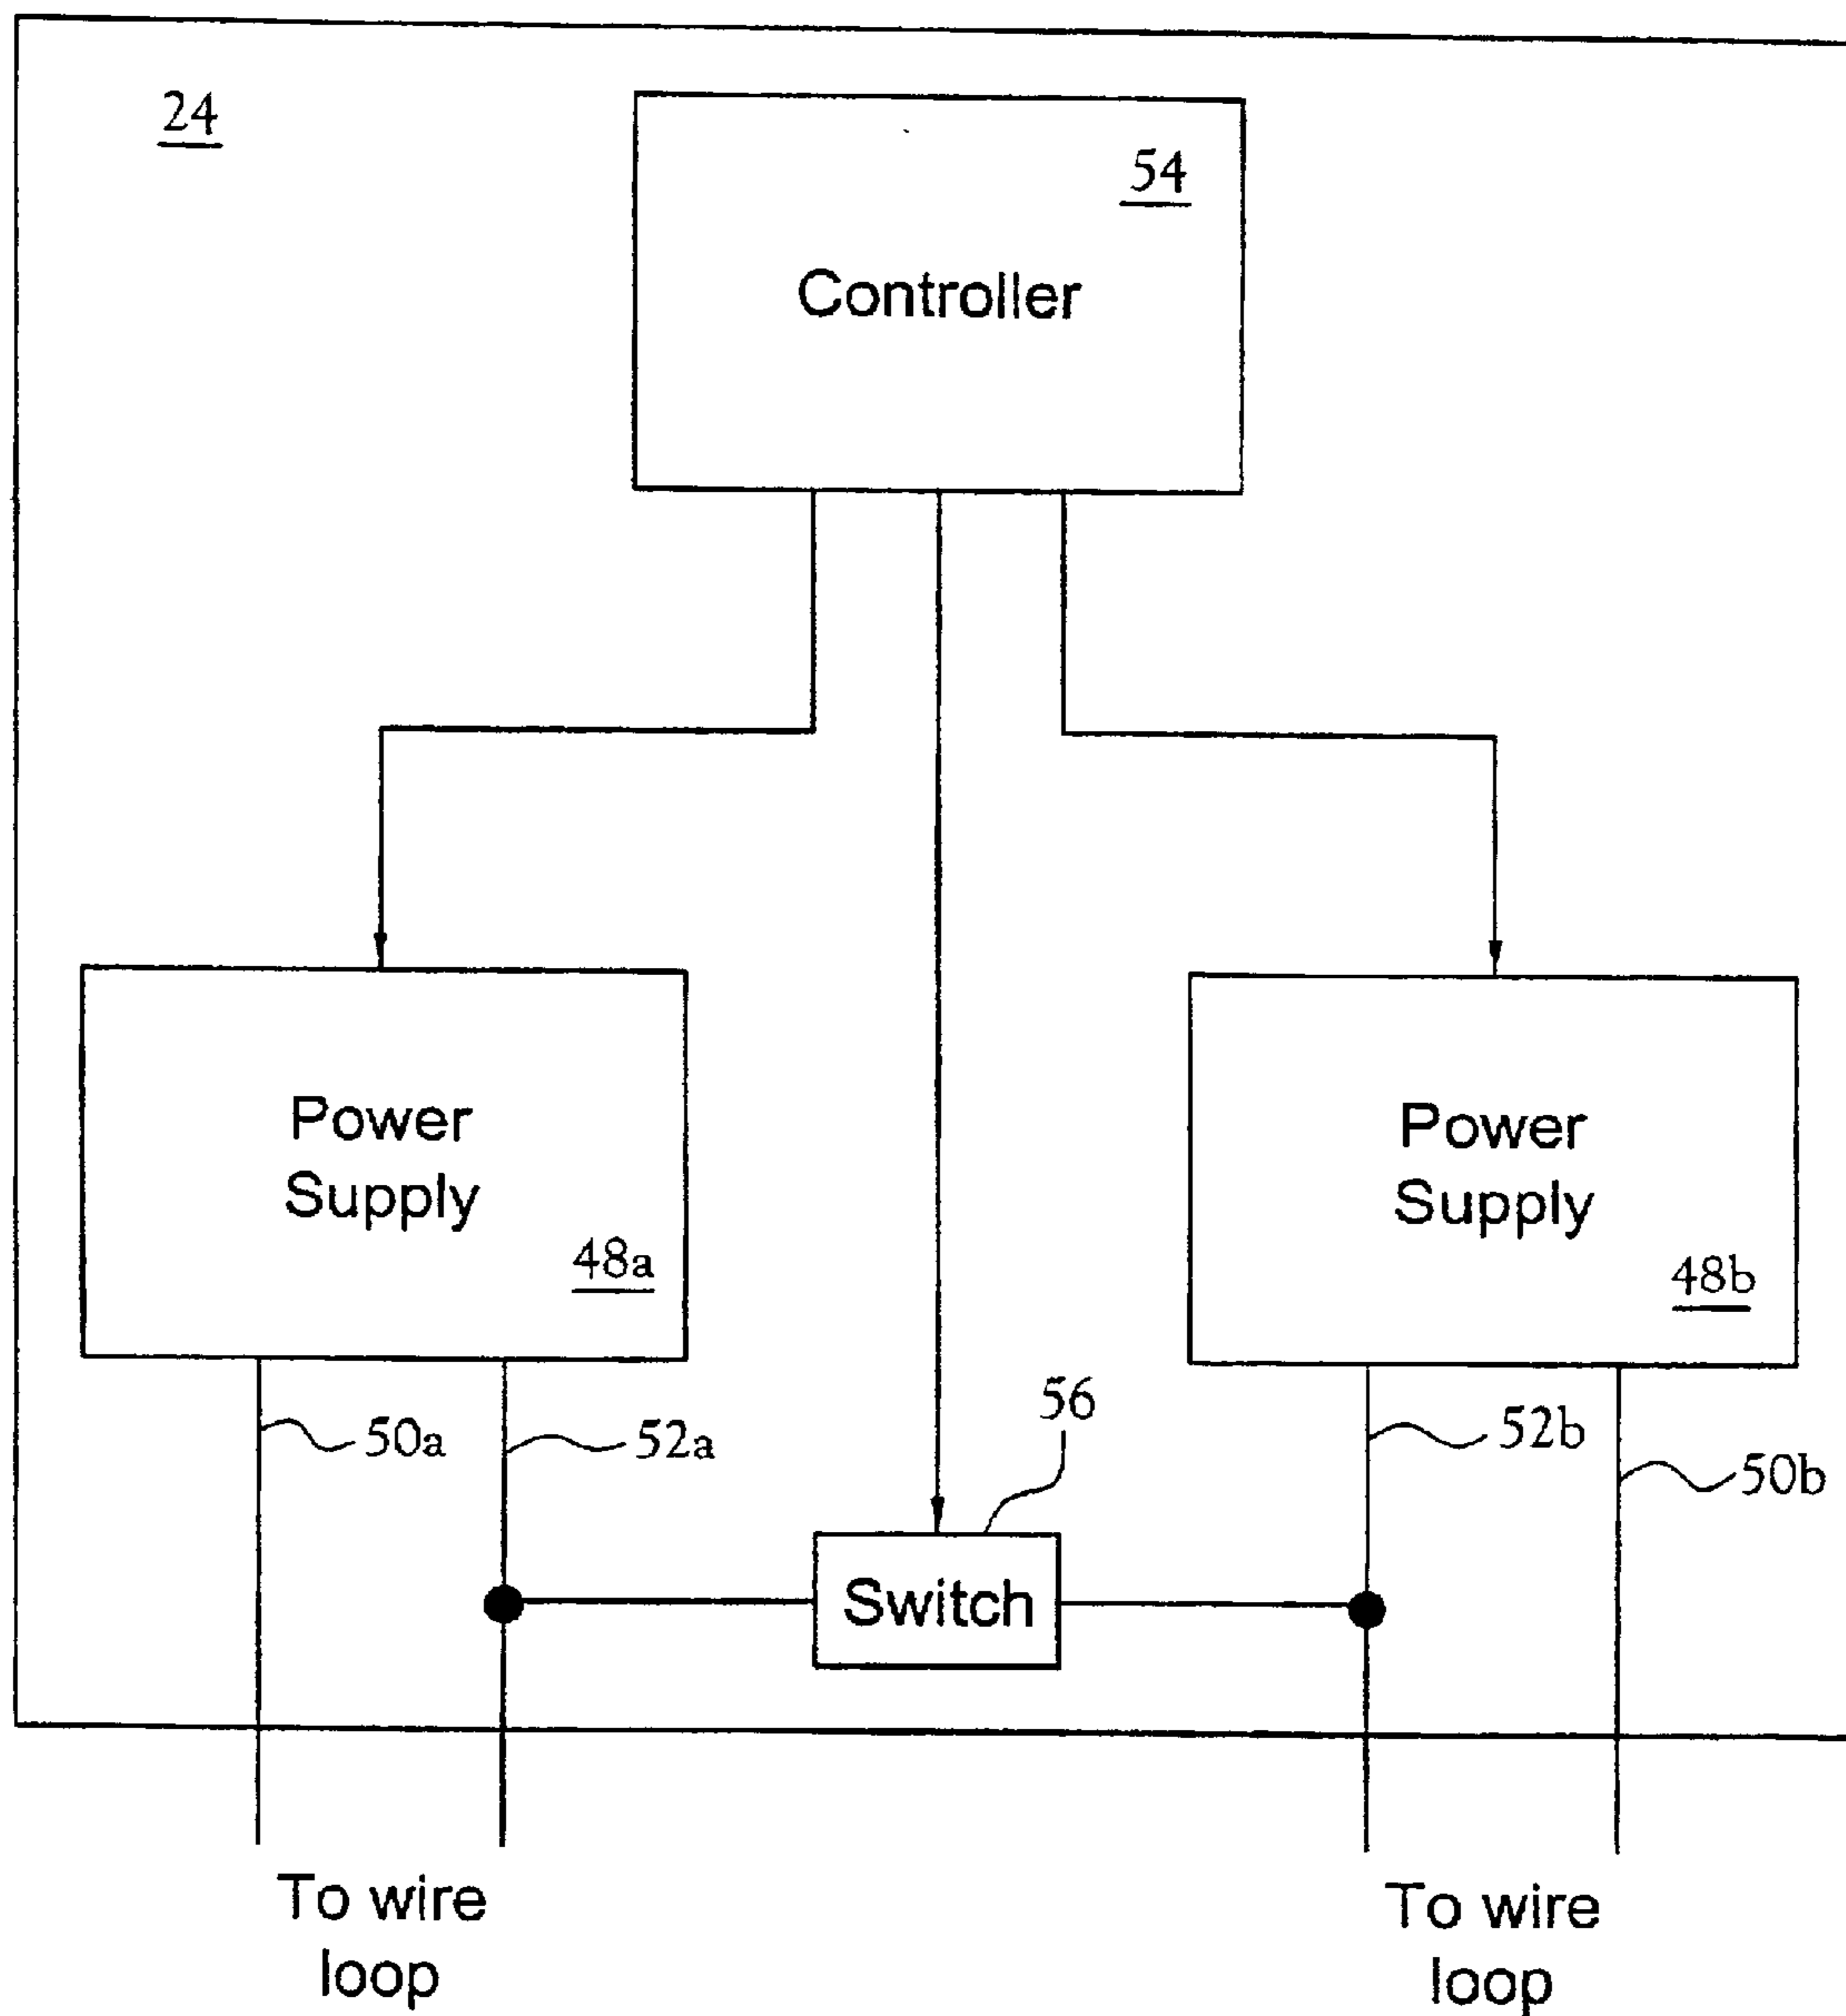 24
54
Controller
Power
Supply
48a
Power
Supply
48b
50a
52a
56
52b
50b
Switch
To wire
loop
To wire
loop